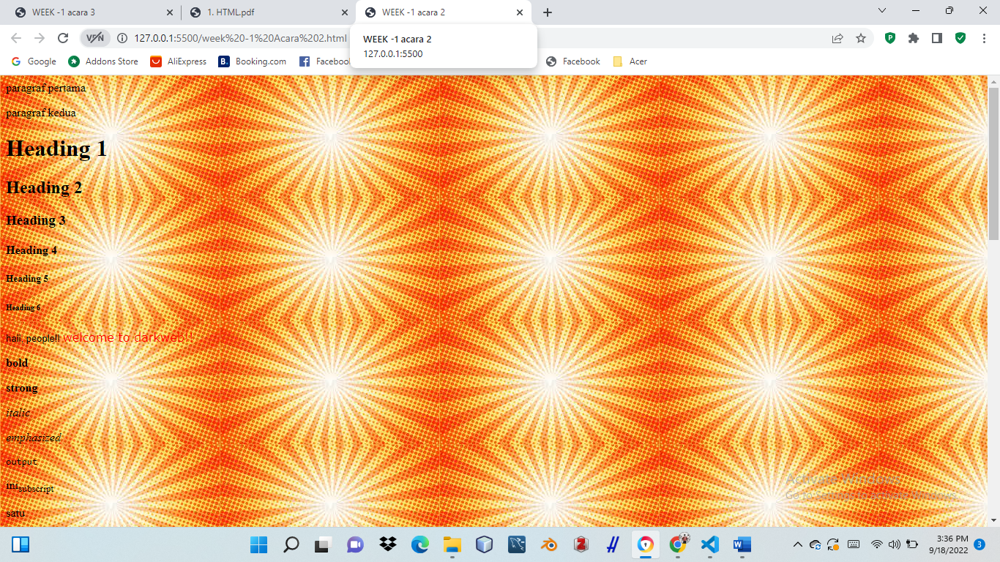 WEEK -1 acara 3
1. HTML.pdf
WEEK -1 acara 2
VPN
127.0.0.1:5500/week%20-1%20Acara%202.html
WEEK -1 acara 2
127.0.0.1:5500
Google
Addons Store
AliExpress
B.
Booking.com
Facebook
Acer
paragraf pertama
paragraf kedua
Heading 1
Heading 2
Heading 3
Heading 4
Heading 5
Heading 6
hali, people!! welcome to darkweb!!
bold
strong
italic
emphasized
output
ini subscript
satu
Activate Windows
Go to Settings to activate Windows.
3:36 PM
9/18/2022
3